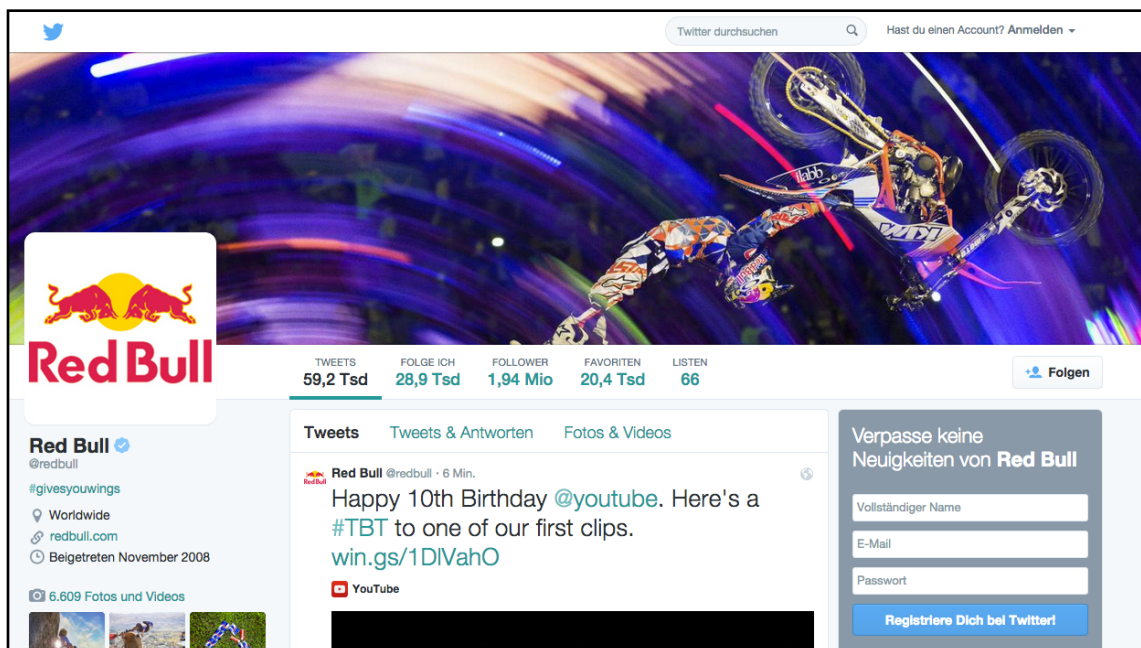 Twitter durchsuchen
Hast du einen Account? Anmelden
llabb
KTM
Red Bull
TWEETS
59,2 Tsd
FOLGE ICH
28,9 Tsd
FOLLOWER
1,94 Mio
FAVORITEN
20,4 Tsd
LISTEN
66
Folgen
Red Bull
@redbull
#givesyouwings
Worldwide
redbull.com
Beigetreten November 2008
6.609 Fotos und Videos
Tweets Tweets & Antworten Fotos & Videos
Red Bull
Red Bull @redbull · 6 Min.
Happy 10th Birthday @youtube. Here's a
#TBT to one of our first clips.
win.gs/1DlVahO
YouTube
Verpasse keine
Neuigkeiten von Red Bull
Vollständiger Name
E-Mail
Passwort
Registriere Dich bei Twitter!